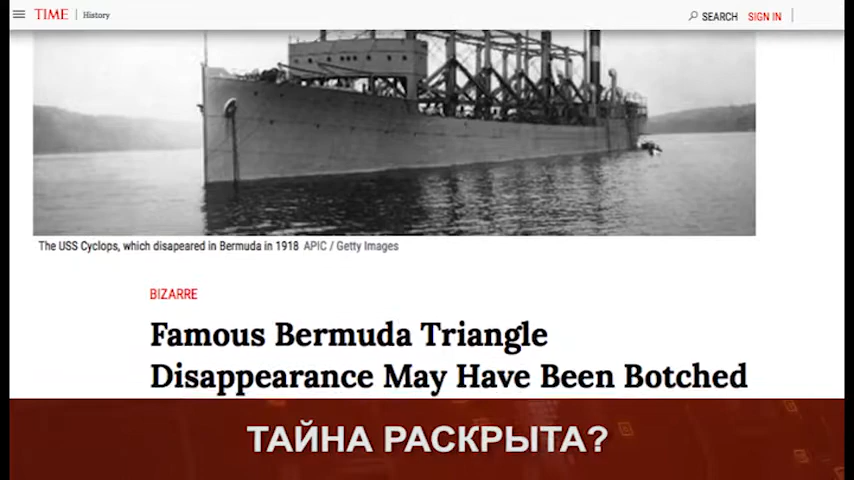 TIME | History
SEARCH SIGN IN
The USS Cyclops, which disapeared in Bermuda in 1918 APIC / Getty Images
BIZARRE
Famous Bermuda Triangle
Disappearance May Have Been Botched
ТАЙНА РАСКРЫТА?